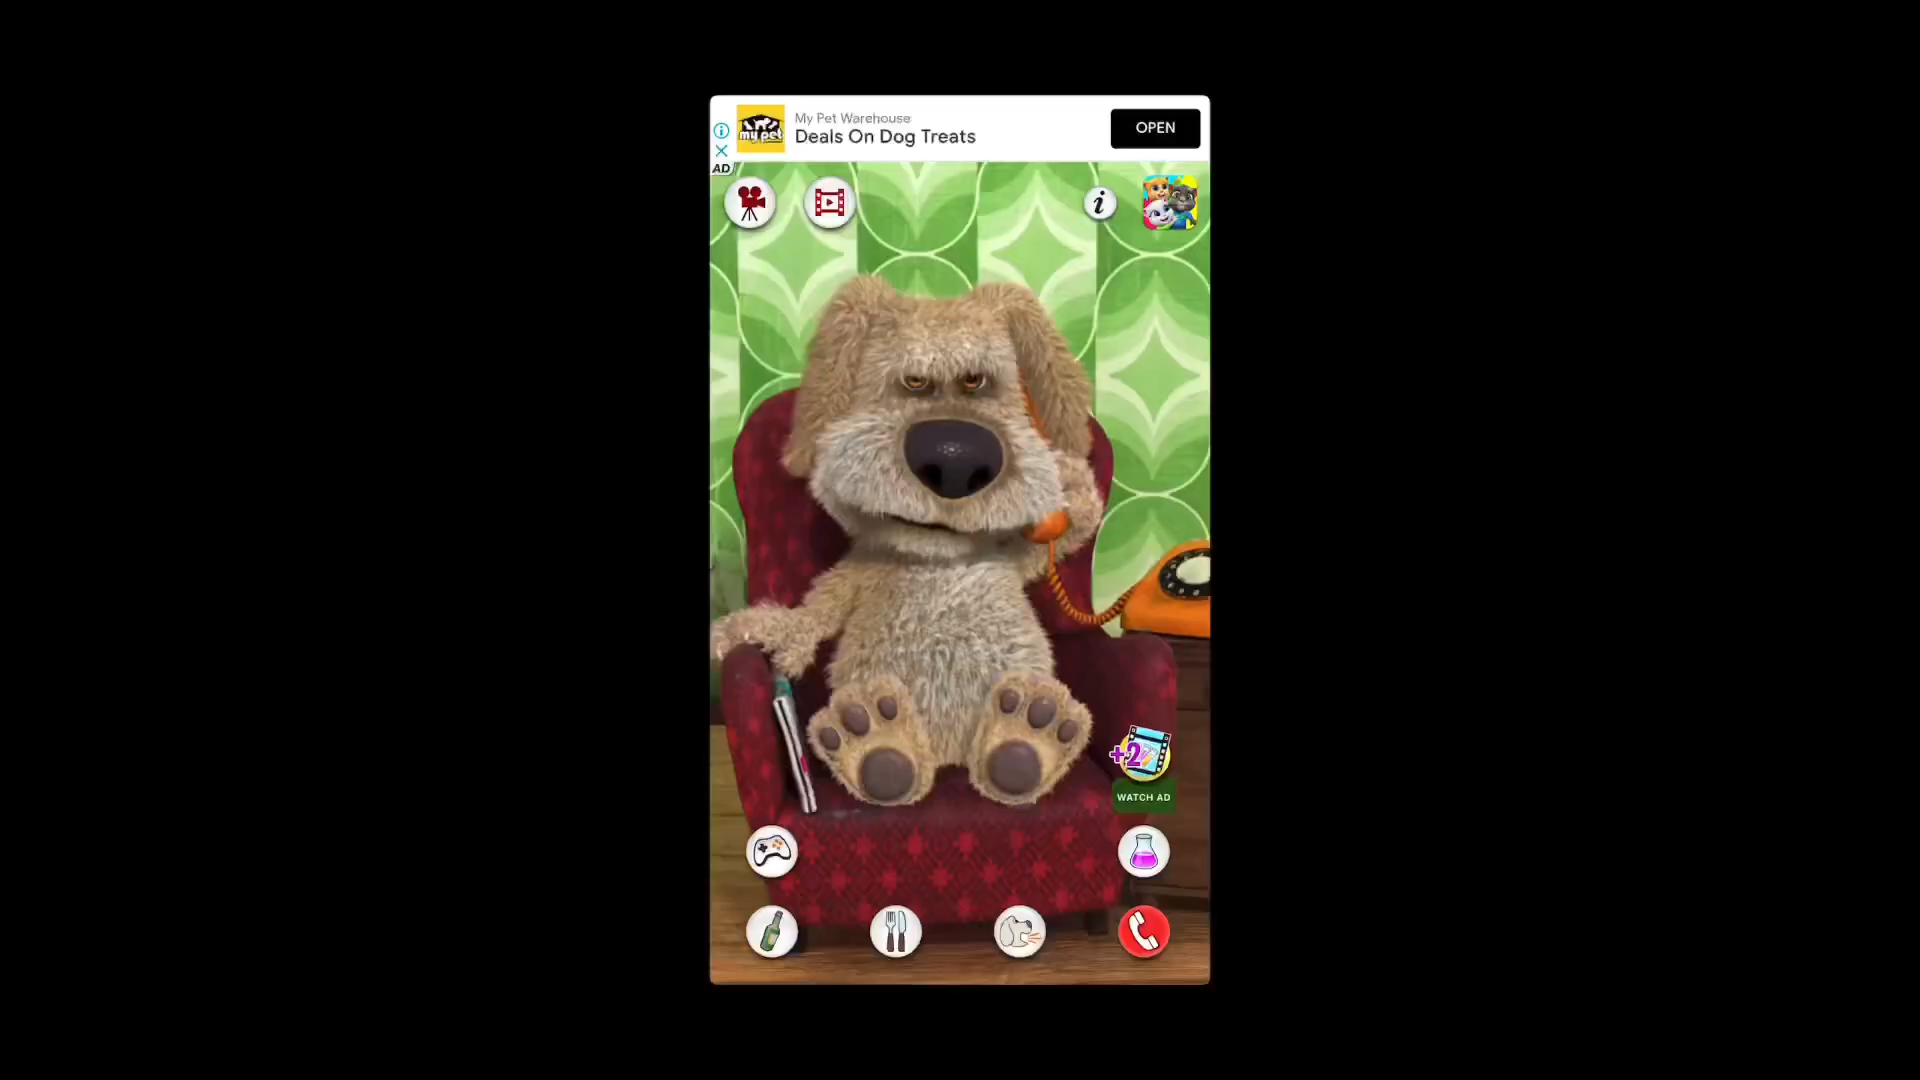 My Pet Warehouse
Deals On Dog Treats
OPEN
my pet
AD
i
+2
WATCH AD